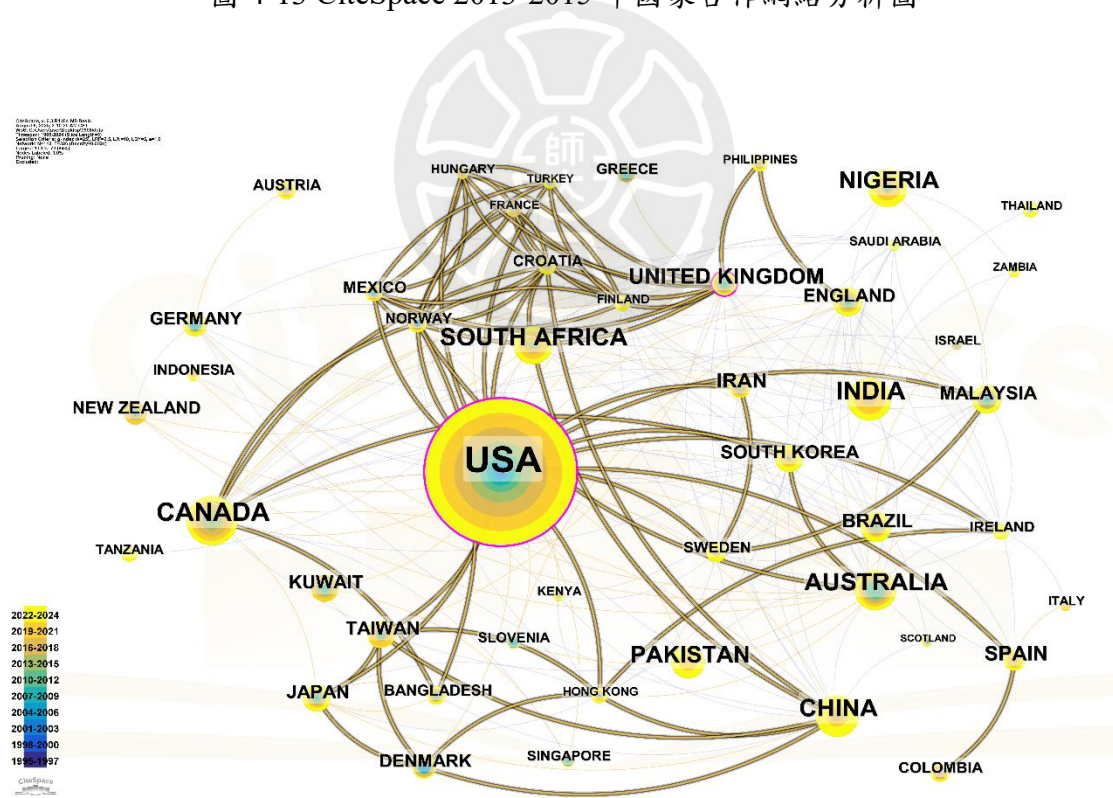 圖 4-13 CiteSpace 2013-2015 年國家合作網絡分析圖
師
HUNGARY
TURKEY
GREECE
PHILIPPINES
NIGERIA
AUSTRIA
FRANCE
THAILAND
SAUDI ARABIA
CROATIA
UNITED KINGDOM
ZAMBIA
MEXICO
FINLAND
ENGLAND
GERMANY
NORWAY
SOUTH AFRICA
ISRAEL
INDONESIA
IRAN
INDIA
MALAYSIA
NEW ZEALAND
USA
SOUTH KOREA
CANADA
BRAZIL
IRELAND
TANZANIA
SWEDEN
KUWAIT
KENYA
AUSTRALIA
ITALY
TAIWAN
SLOVENIA
SCOTLAND
PAKISTAN
SPAIN
JAPAN
BANGLADESH
HONG KONG
CHINA
DENMARK
SINGAPORE
COLOMBIA
2022-2024
2019-2021
2016-2018
2013-2015
2010-2012
2007-2009
2004-2006
2001-2003
1998-2000
1995-1997
CiteSpace